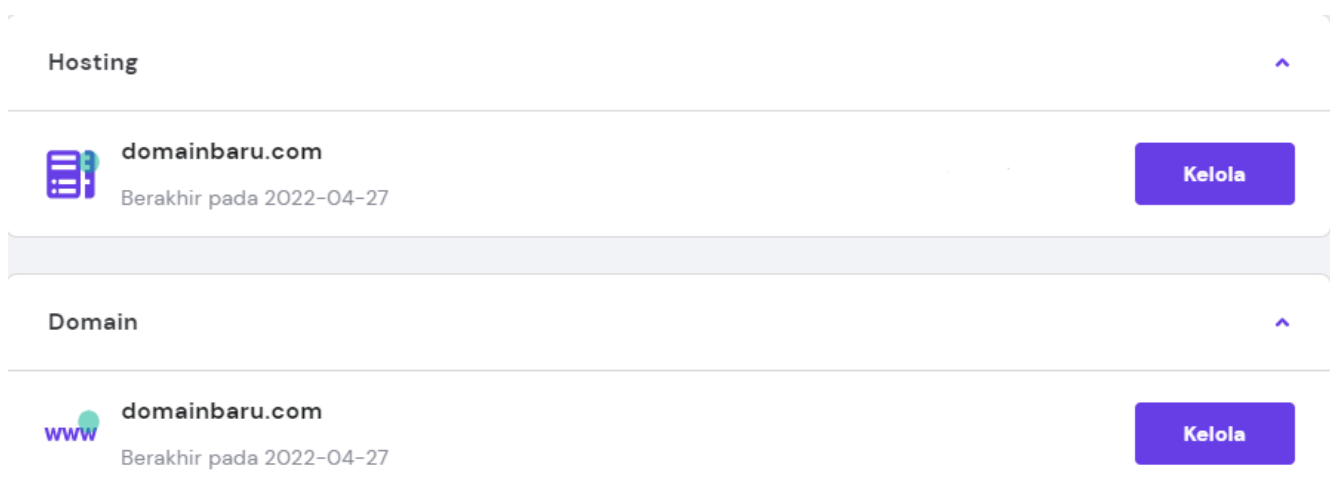 Hosting
domainbaru.com
Berakhir pada 2022-04-27
Kelola
Domain
www
domainbaru.com
Berakhir pada 2022-04-27
Kelola